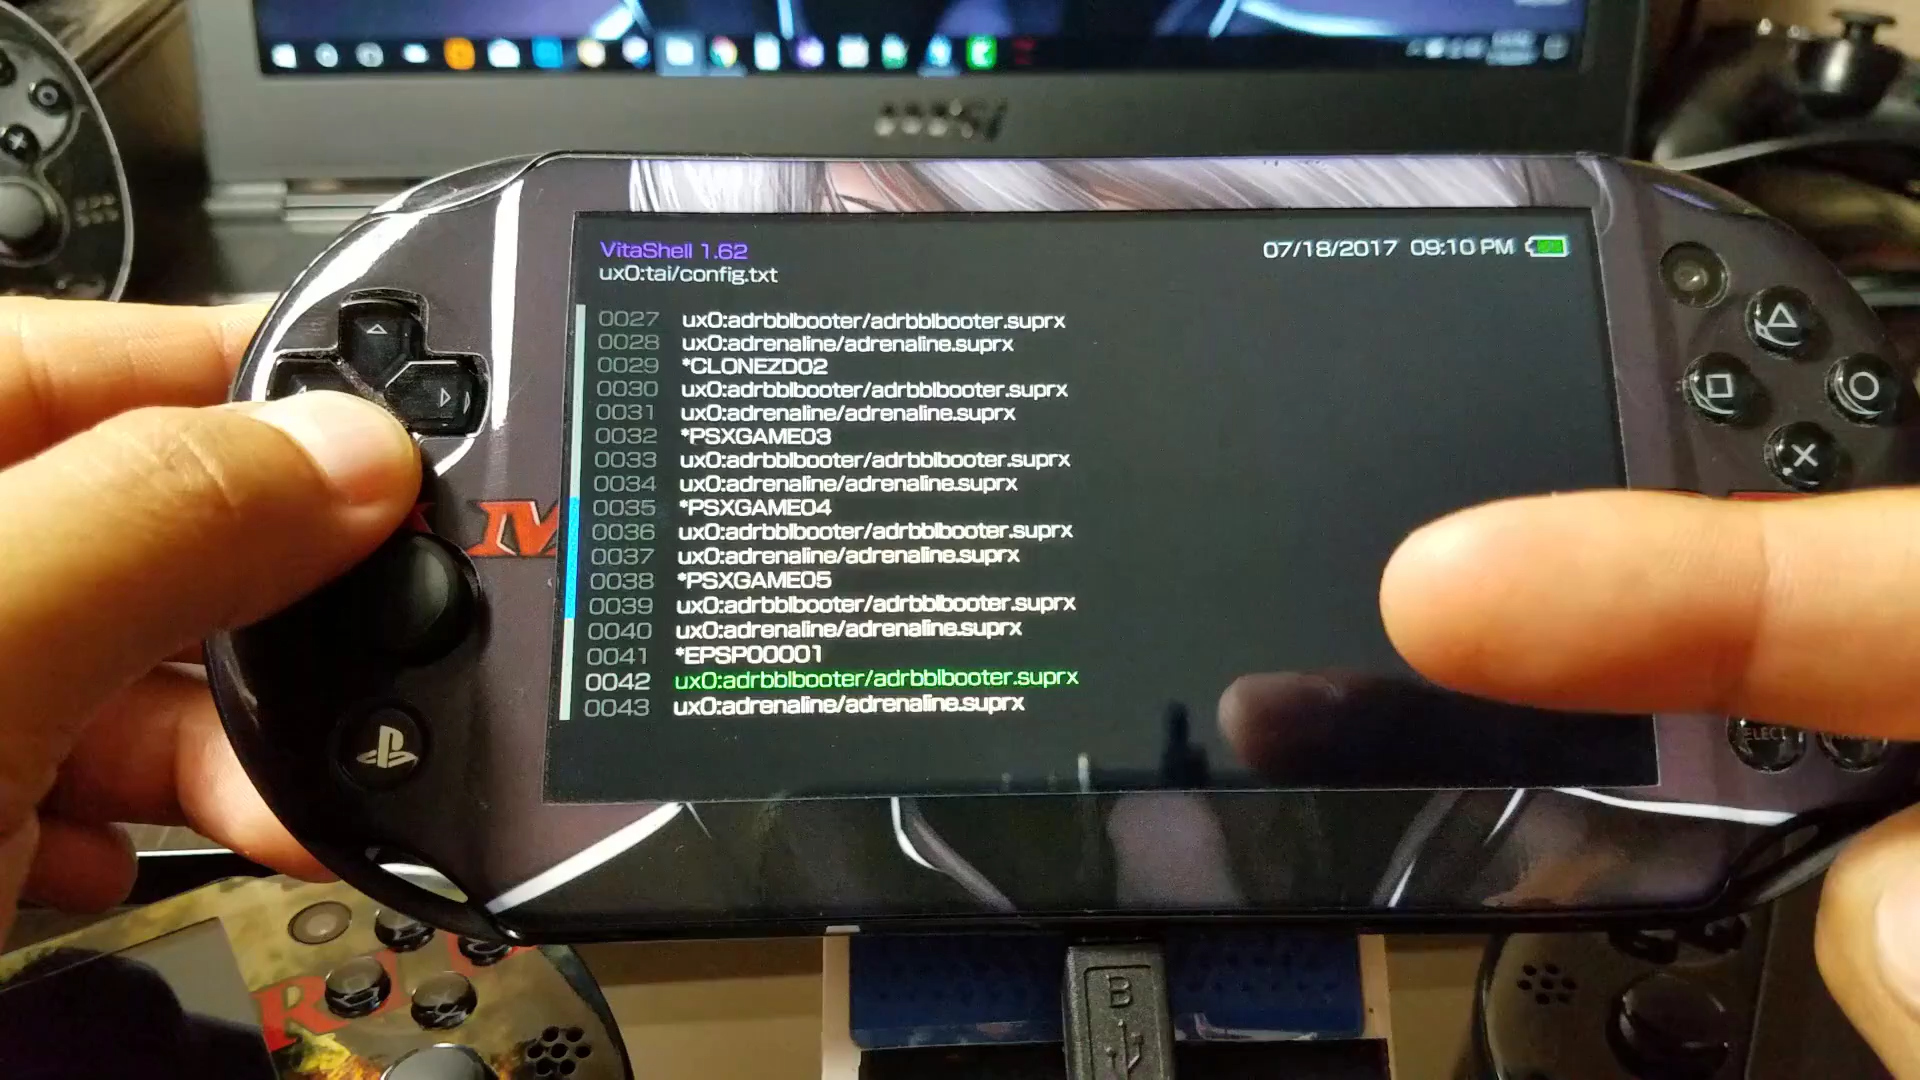 msi
VitaShell 1.62
07/18/2017 09:10 PM
ux0:tai/config.txt
0027 ux0:adrbblbooter/adrbblbooter.suprx
0028 ux0:adrenaline/adrenaline.suprx
0029 *CLONEZD02
0030 ux0:adrbblbooter/adrbblbooter.suprx
0031 ux0:adrenaline/adrenaline.suprx
0032 *PSXGAME03
0033 ux0:adrbblbooter/adrbblbooter.suprx
0034 ux0:adrenaline/adrenaline.suprx
0035 *PSXGAME04
0036 ux0:adrbblbooter/adrbblbooter.suprx
0037 ux0:adrenaline/adrenaline.suprx
0038 *PSXGAME05
0039 ux0:adrbblbooter/adrbblbooter.suprx
0040 ux0:adrenaline/adrenaline.suprx
0041 *EPSP00001
0042 ux0:adrbblbooter/adrbblbooter.suprx
0043 ux0:adrenaline/adrenaline.suprx
B